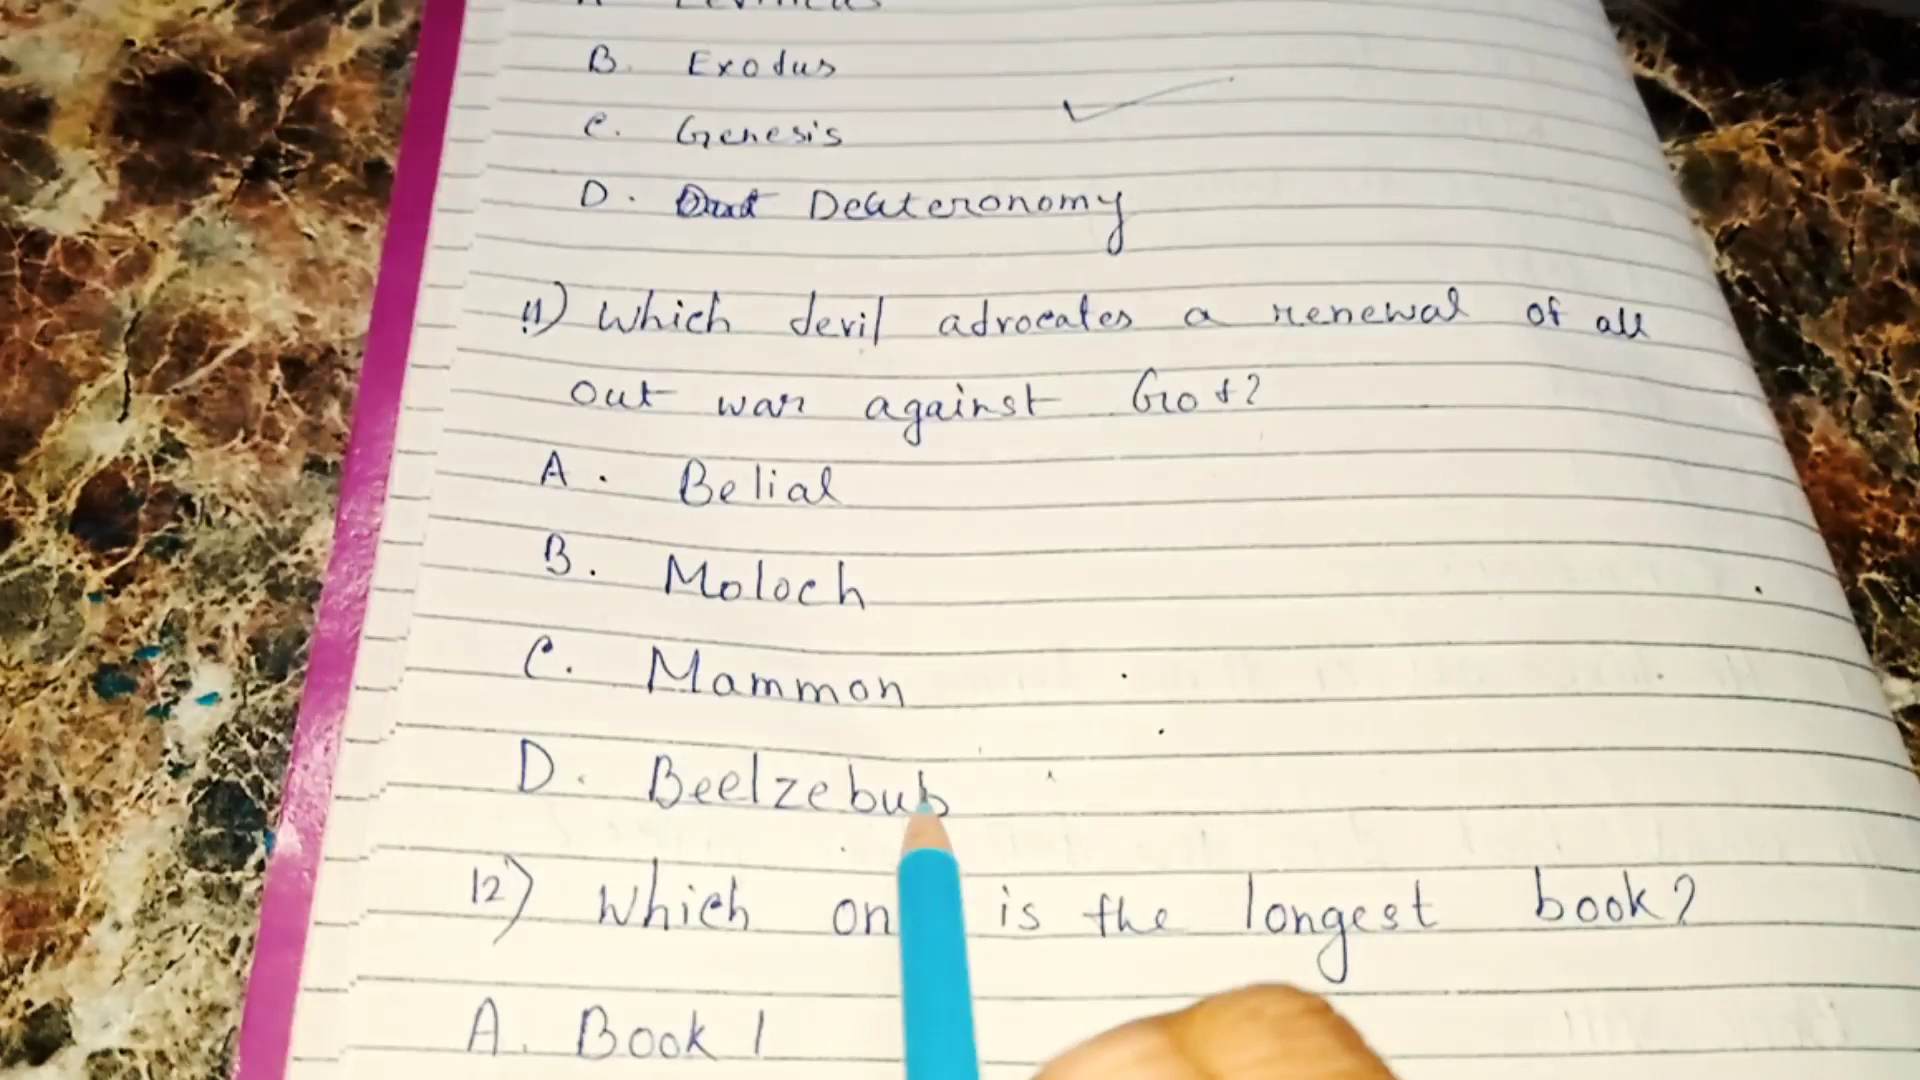 B. Exodus
C. Genesis
D. Deuteronomy
11) Which devil advocates a renewal of all
out war against God?
A. Belial
B. Moloch
C. Mammon
D. Beelzebub
12) Which on is the longest book?
A. Book 1